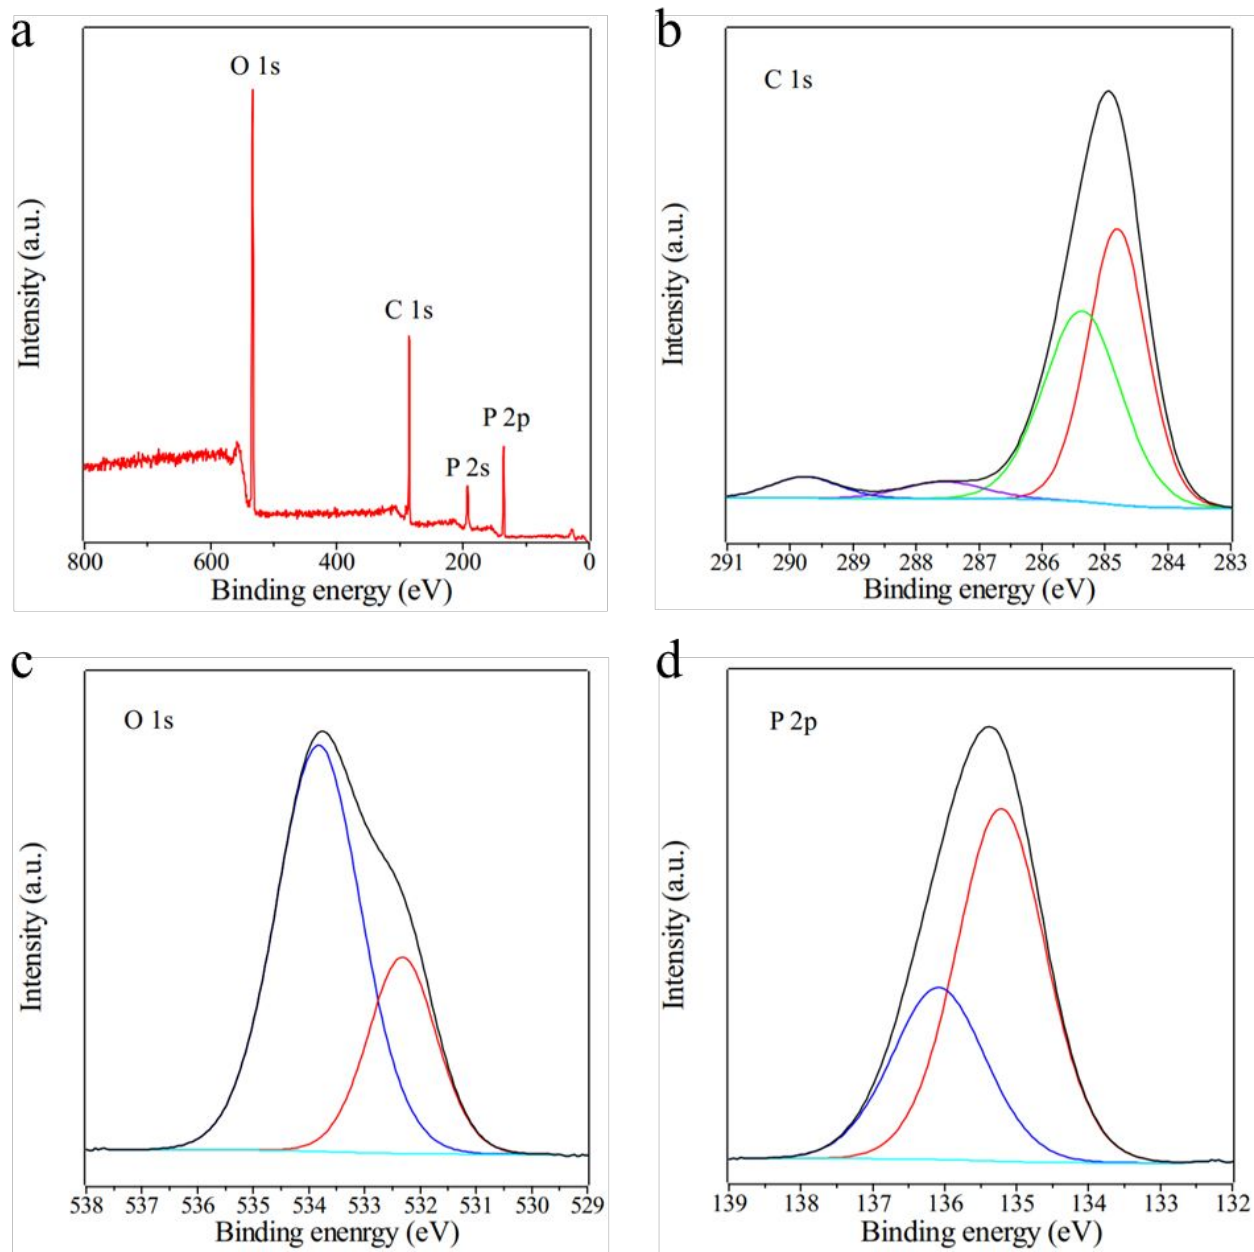 a
O 1s
C 1s
P 2p
P 2s
Intensity (a.u.)
800 600 400 200 0
Binding energy (eV)
b
C 1s
Intensity (a.u.)
291 290 289 288 287 286 285 284 283
Binding energy (eV)
c
O 1s
Intensity (a.u.)
538 537 536 535 534 533 532 531 530 529
Binding enenrgy (eV)
d
P 2p
Intensity (a.u.)
139 138 137 136 135 134 133 132
Binding energy (eV)